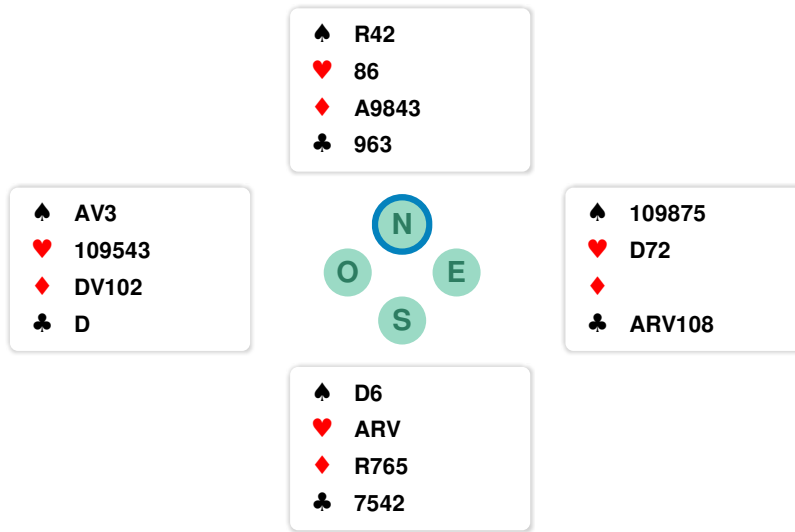 ♠ R42
♥ 86
♦ A9843
♣ 963
♠ AV3
♥ 109543
♦ DV102
♣ D
N
O
E
S
♠ 109875
♥ D72
♦
♣ ARV108
♠ D6
♥ ARV
♦ R765
♣ 7542